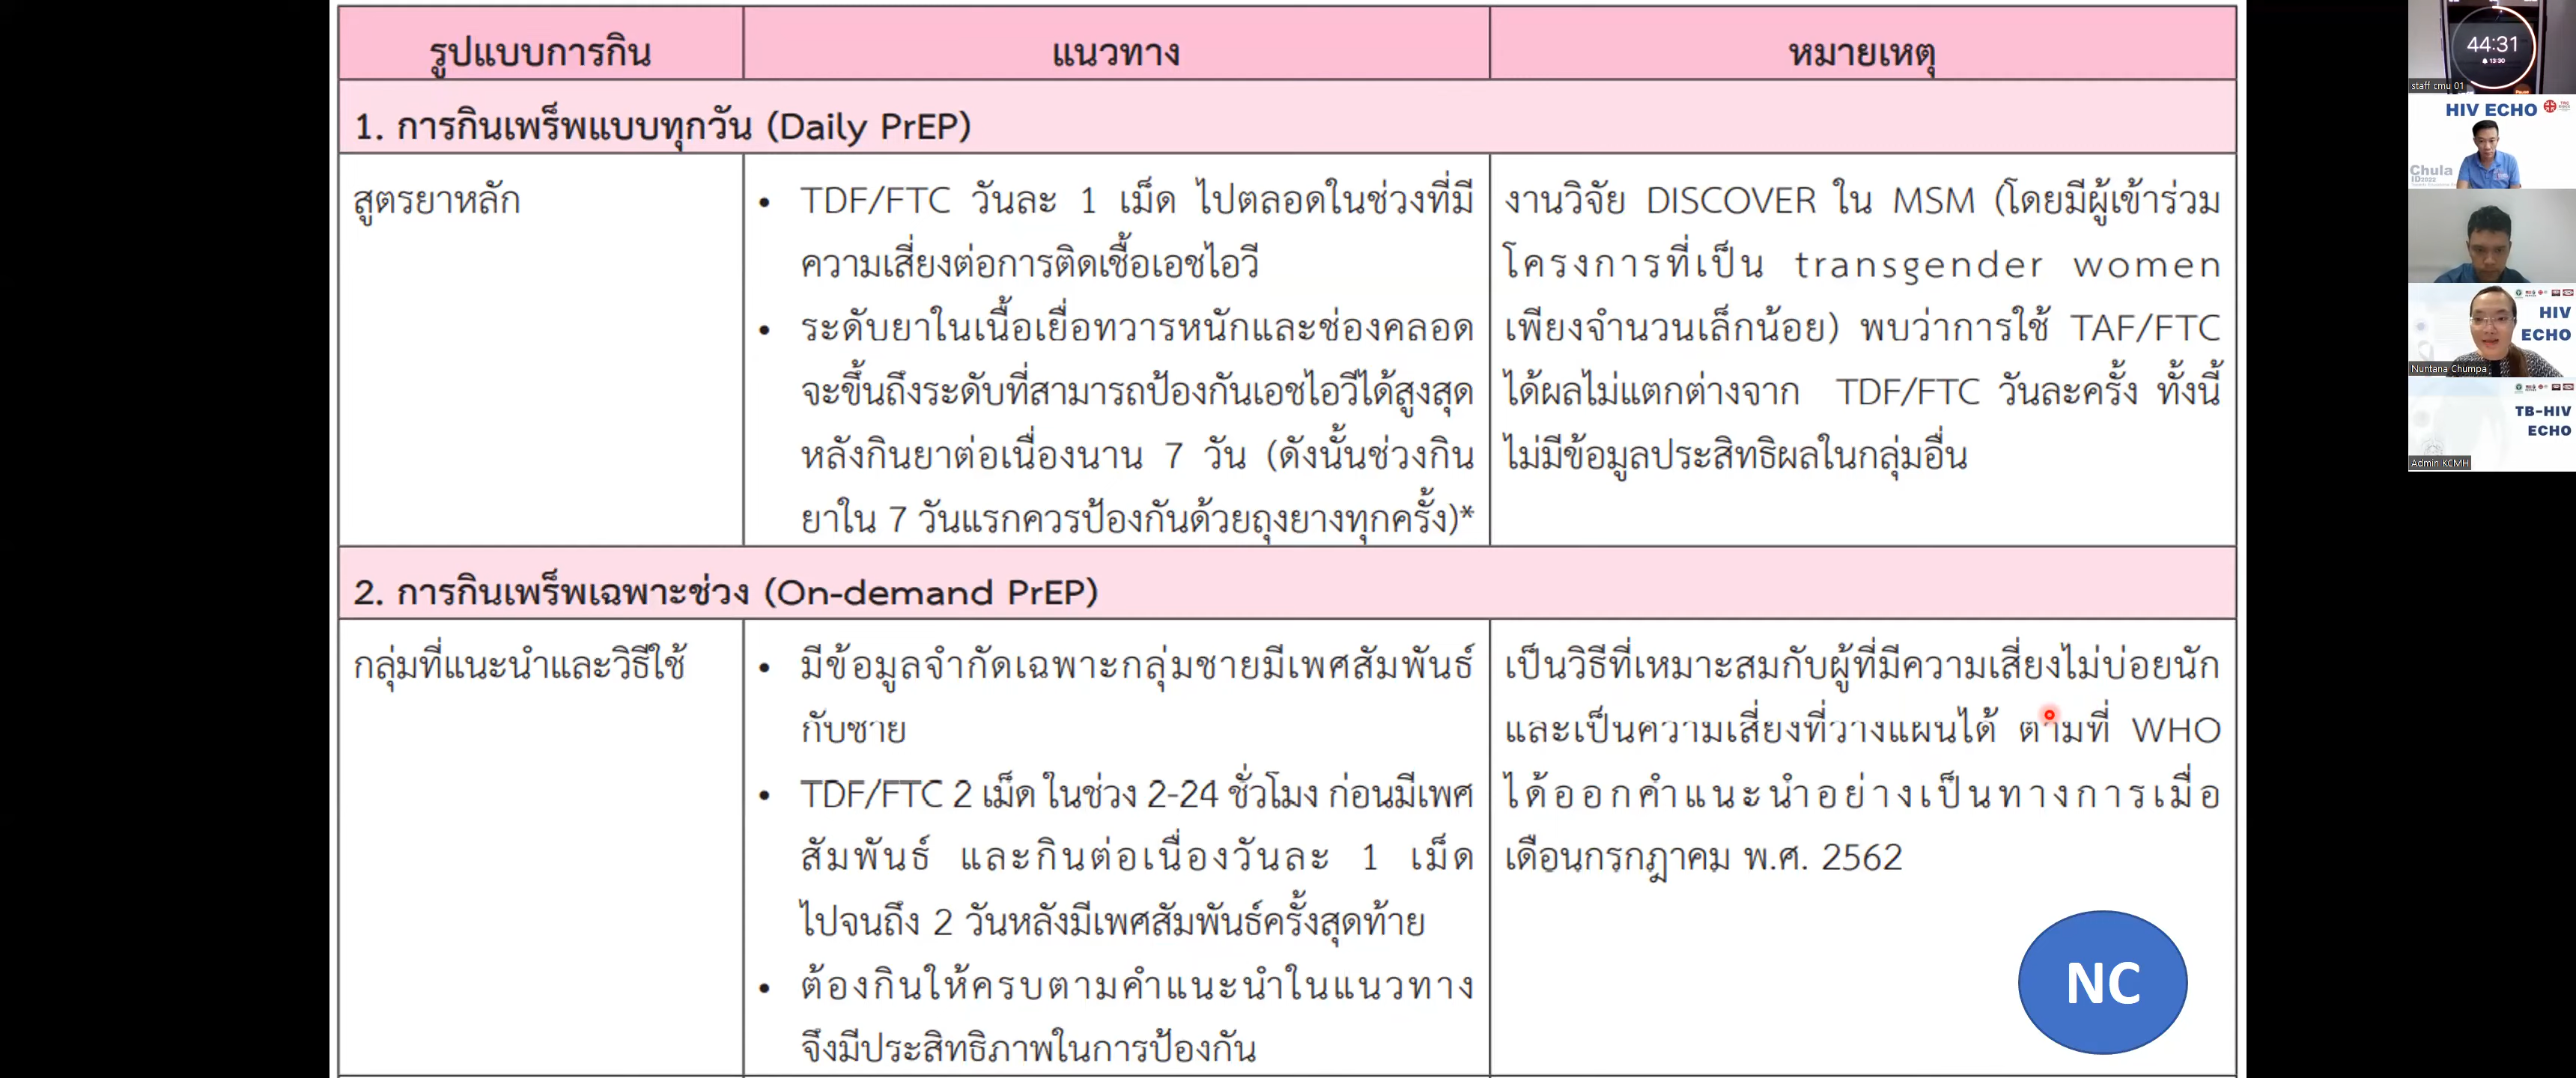 รูปแบบการกิน
แนวทาง
หมายเหตุ
1. การกินเพร็พแบบทุกวัน (Daily PrEP)
สูตรยาหลัก
• TDF/FTC วันละ 1 เม็ด ไปตลอดในช่วงที่มี
ความเสี่ยงต่อการติดเชื้อเอชไอวี
• ระดับยาในเนื้อเยื่อทวารหนักและช่องคลอด
จะขึ้นถึงระดับที่สามารถป้องกันเอชไอวีได้สูงสุด
หลังกินยาต่อเนื่องนาน 7 วัน (ดังนั้นช่วงกิน
ยาใน 7 วันแรกควรป้องกันด้วยถุงยางทุกครั้ง)*
งานวิจัย DISCOVER ใน MSM (โดยมีผู้เข้าร่วม
โครงการที่เป็น transgender women
เพียงจำนวนเล็กน้อย) พบว่าการใช้ TAF/FTC
ได้ผลไม่แตกต่างจาก TDF/FTC วันละครั้ง ทั้งนี้
ไม่มีข้อมูลประสิทธิผลในกลุ่มอื่น
2. การกินเพร็พเฉพาะช่วง (On-demand PrEP)
กลุ่มที่แนะนำและวิธีใช้
• มีข้อมูลจำกัดเฉพาะกลุ่มชายมีเพศสัมพันธ์
กับชาย
• TDF/FTC 2 เม็ด ในช่วง 2-24 ชั่วโมง ก่อนมีเพศ
สัมพันธ์ และกินต่อเนื่องวันละ 1 เม็ด
ไปจนถึง 2 วันหลังมีเพศสัมพันธ์ครั้งสุดท้าย
• ต้องกินให้ครบตามคำแนะนำในแนวทาง
จึงมีประสิทธิภาพในการป้องกัน
เป็นวิธีที่เหมาะสมกับผู้ที่มีความเสี่ยงไม่บ่อยนัก
และเป็นความเสี่ยงที่วางแผนได้ ตามที่ WHO
ได้ออกคำแนะนำอย่างเป็นทางการเมื่อ
เดือนกรกฎาคม พ.ศ. 2562
NC
44:31
13:30
staff cmu 01
HIV ECHO
Chula
HIV
ECHO
Nuntana Chumpa
TB-HIV
ECHO
Admin KCMH